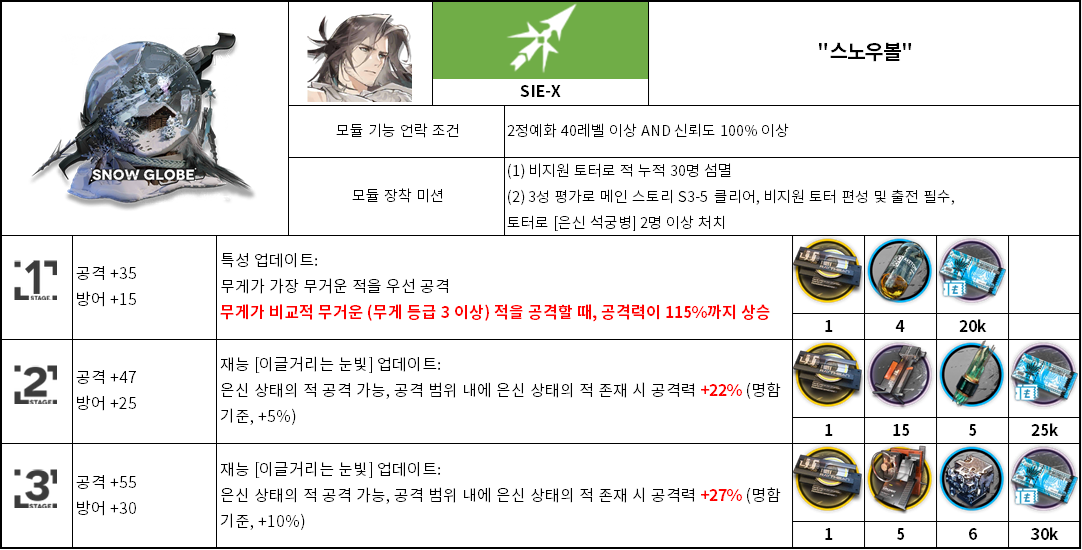 SNOW GLOBE
SIE-X
"스노우볼"
모듈 기능 언락 조건
2정예화 40레벨 이상 AND 신뢰도 100% 이상
모듈 장착 미션
(1) 비지원 토터로 적 누적 30명 섬멸
(2) 3성 평가로 메인 스토리 S3-5 클리어, 비지원 토터 편성 및 출전 필수,
토터로 [은신 석궁병] 2명 이상 처치
1
STAGE
공격 +35
방어 +15
특성 업데이트:
무게가 가장 무거운 적을 우선 공격
무게가 비교적 무거운 (무게 등급 3 이상) 적을 공격할 때, 공격력이 115%까지 상승
1
4
20k
2
STAGE
공격 +47
방어 +25
재능 [이글거리는 눈빛] 업데이트:
은신 상태의 적 공격 가능, 공격 범위 내에 은신 상태의 적 존재 시 공격력 +22% (명함
기준, +5%)
1
15
5
25k
3
STAGE
공격 +55
방어 +30
재능 [이글거리는 눈빛] 업데이트:
은신 상태의 적 공격 가능, 공격 범위 내에 은신 상태의 적 존재 시 공격력 +27% (명함
기준, +10%)
1
5
6
30k